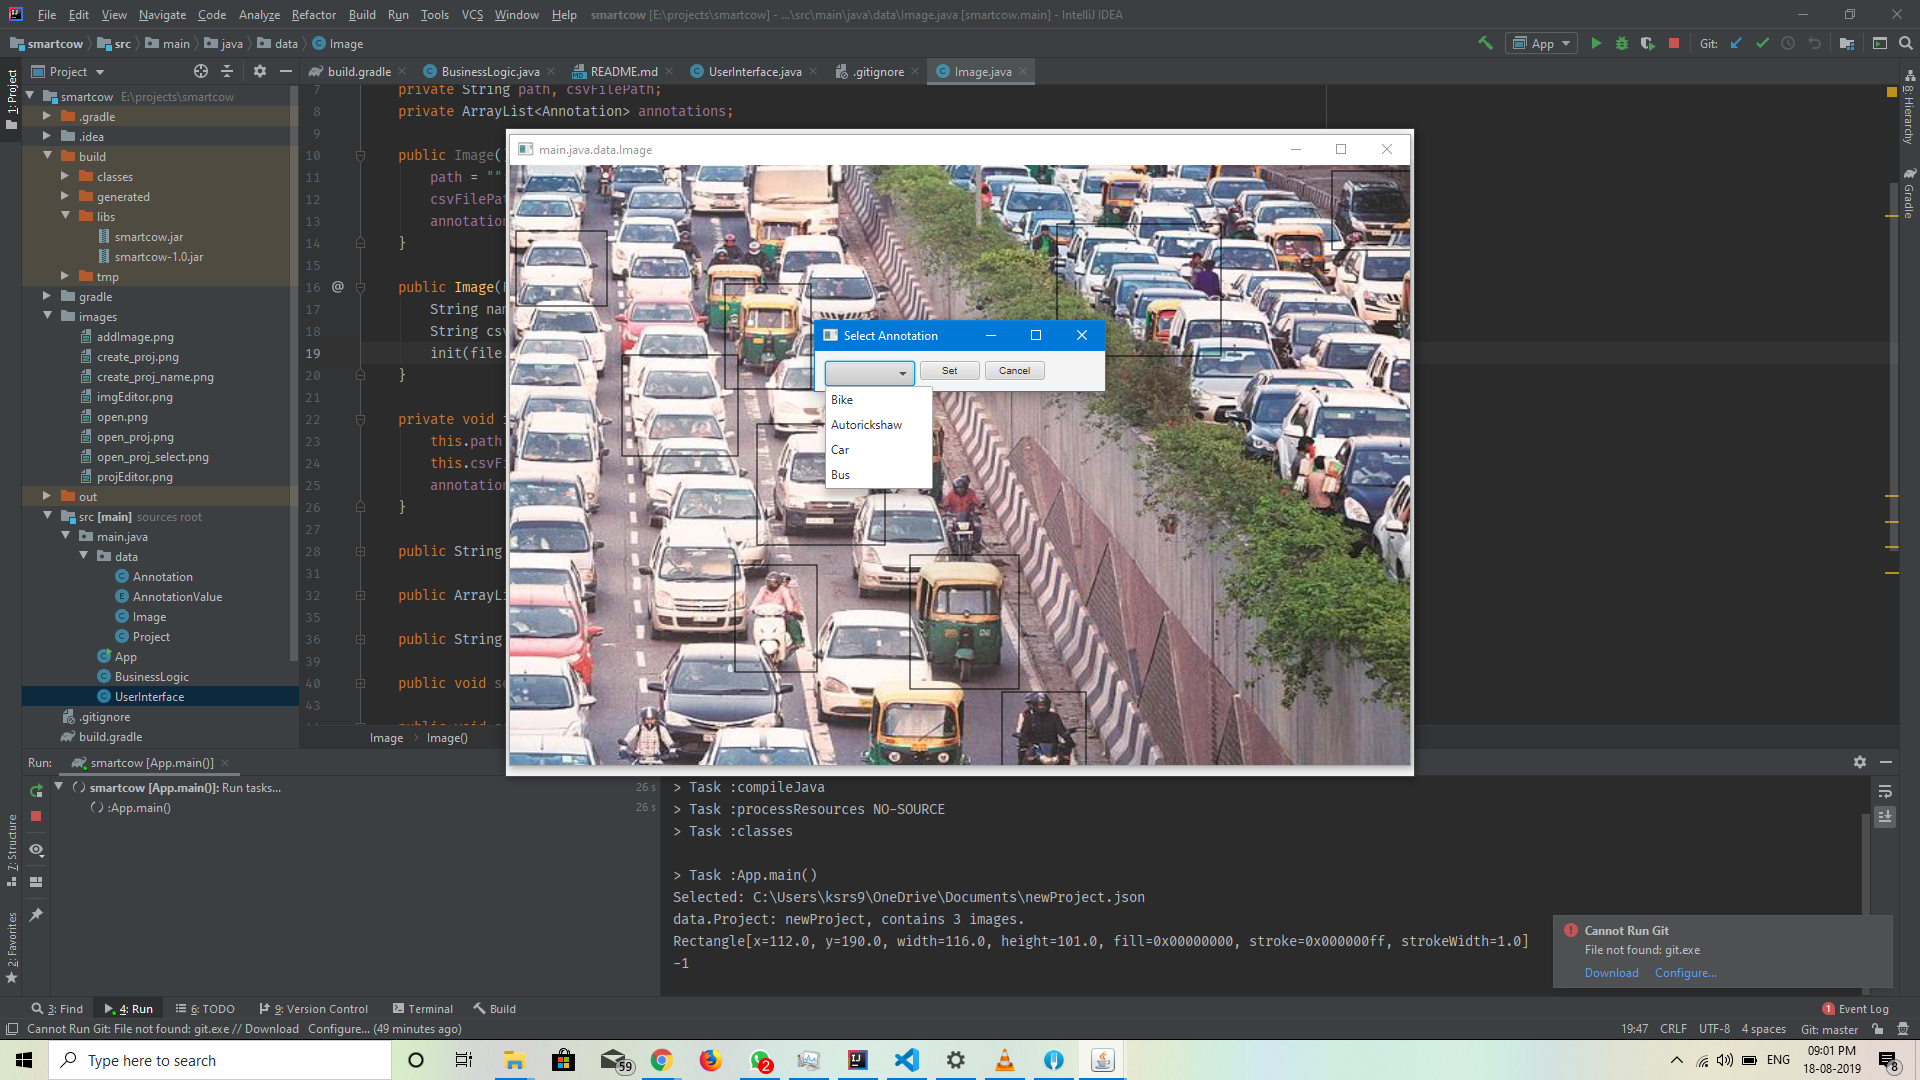 File Edit View Navigate Code Analyze Refactor Build Run Tools VCS Window Help smartcow [E:\projects\smartcow] - ...\src\main\java\data\Image.java [smartcow.main] - IntelliJ IDEA
smartcow src main java data Image
App Git:
1: Project
Project
build.gradle BusinessLogic.java README.md UserInterface.java .gitignore Image.java
smartcow E:\projects\smartcow
.gradle
.idea
build
classes
generated
libs
smartcow.jar
smartcow-1.0.jar
tmp
gradle
images
addImage.png
create_proj.png
create_proj_name.png
imgEditor.png
open.png
open_proj.png
open_proj_select.png
projEditor.png
out
src [main] sources root
main.java
data
Annotation
AnnotationValue
Image
Project
App
BusinessLogic
UserInterface
.gitignore
build.gradle
7 private String path, csvFilePath;
8 private ArrayList<Annotation> annotations;
9
10 public Image(
11 path = ""
12 csvFilePat
13 annotation
14 }
15
16 @ public Image(
17 String nam
18 String csv
19 init(file.
20 }
21
22 private void i
23 this.path
24 this.csvFi
25 annotation
26 }
27
28 public String
31
32 public ArrayLi
35
36 public String
39
40 public void se
43
Image Image()
main.java.data.Image
Select Annotation
Set Cancel
Bike
Autorickshaw
Car
Bus
8: Hierarchy
Gradle
Run: smartcow [App.main()]
smartcow [App.main()]: Run tasks... 26 s
:App.main() 26 s
> Task :compileJava
> Task :processResources NO-SOURCE
> Task :classes
> Task :App.main()
Selected: C:\Users\ksrs9\OneDrive\Documents\newProject.json
data.Project: newProject, contains 3 images.
Rectangle[x=112.0, y=190.0, width=116.0, height=101.0, fill=0x00000000, stroke=0x000000ff, strokeWidth=1.0]
-1
Cannot Run Git
File not found: git.exe
Download Configure...
7: Structure
2: Favorites
3: Find 4: Run 6: TODO 9: Version Control Terminal Build 1 Event Log
Cannot Run Git: File not found: git.exe // Download Configure... (49 minutes ago) 19:47 CRLF UTF-8 4 spaces Git: master
Type here to search 59 2 ENG 09:01 PM
18-08-2019 8